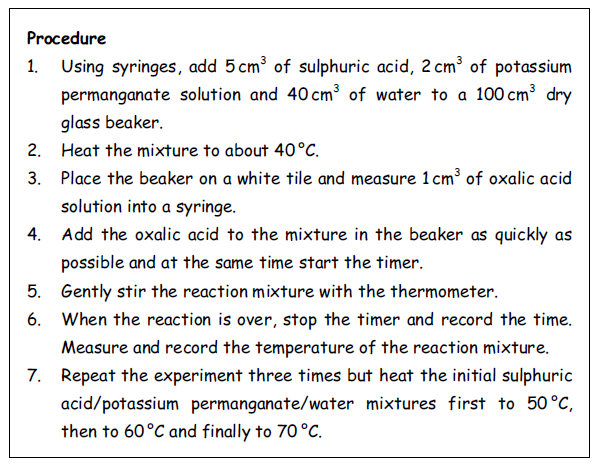 Procedure
1. Using syringes, add 5 cm³ of sulphuric acid, 2 cm³ of potassium
permanganate solution and 40 cm³ of water to a 100 cm³ dry
glass beaker.
2. Heat the mixture to about 40 °C.
3. Place the beaker on a white tile and measure 1 cm³ of oxalic acid
solution into a syringe.
4. Add the oxalic acid to the mixture in the beaker as quickly as
possible and at the same time start the timer.
5. Gently stir the reaction mixture with the thermometer.
6. When the reaction is over, stop the timer and record the time.
Measure and record the temperature of the reaction mixture.
7. Repeat the experiment three times but heat the initial sulphuric
acid/potassium permanganate/water mixtures first to 50 °C,
then to 60 °C and finally to 70 °C.